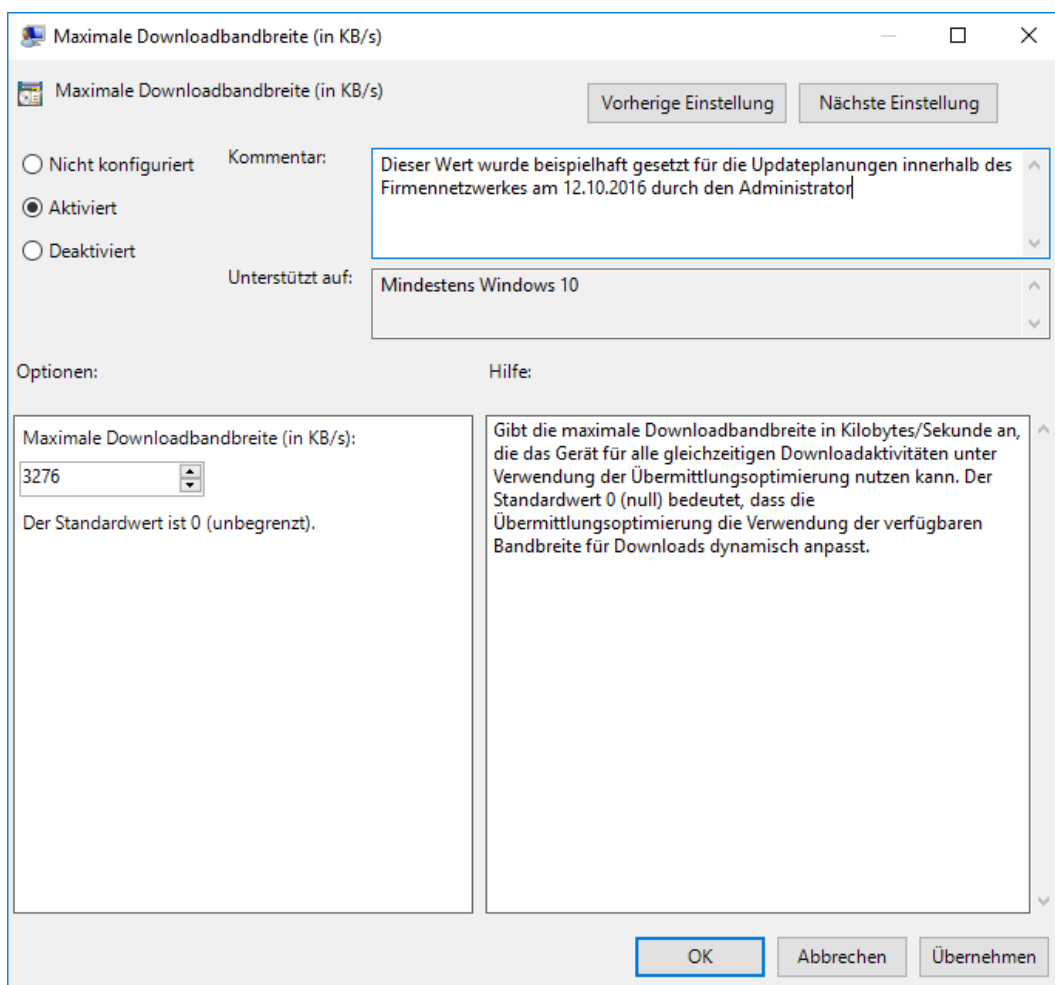 Maximale Downloadbandbreite (in KB/s)
Maximale Downloadbandbreite (in KB/s)
Vorherige Einstellung
Nächste Einstellung
Nicht konfiguriert
Aktiviert
Deaktiviert
Kommentar:
Dieser Wert wurde beispielhaft gesetzt für die Updateplanungen innerhalb des
Firmennetzwerkes am 12.10.2016 durch den Administrator
Unterstützt auf:
Mindestens Windows 10
Optionen:
Hilfe:
Maximale Downloadbandbreite (in KB/s):
3276
Der Standardwert ist 0 (unbegrenzt).
Gibt die maximale Downloadbandbreite in Kilobytes/Sekunde an,
die das Gerät für alle gleichzeitigen Downloadaktivitäten unter
Verwendung der Übermittlungsoptimierung nutzen kann. Der
Standardwert 0 (null) bedeutet, dass die
Übermittlungsoptimierung die Verwendung der verfügbaren
Bandbreite für Downloads dynamisch anpasst.
OK
Abbrechen
Übernehmen